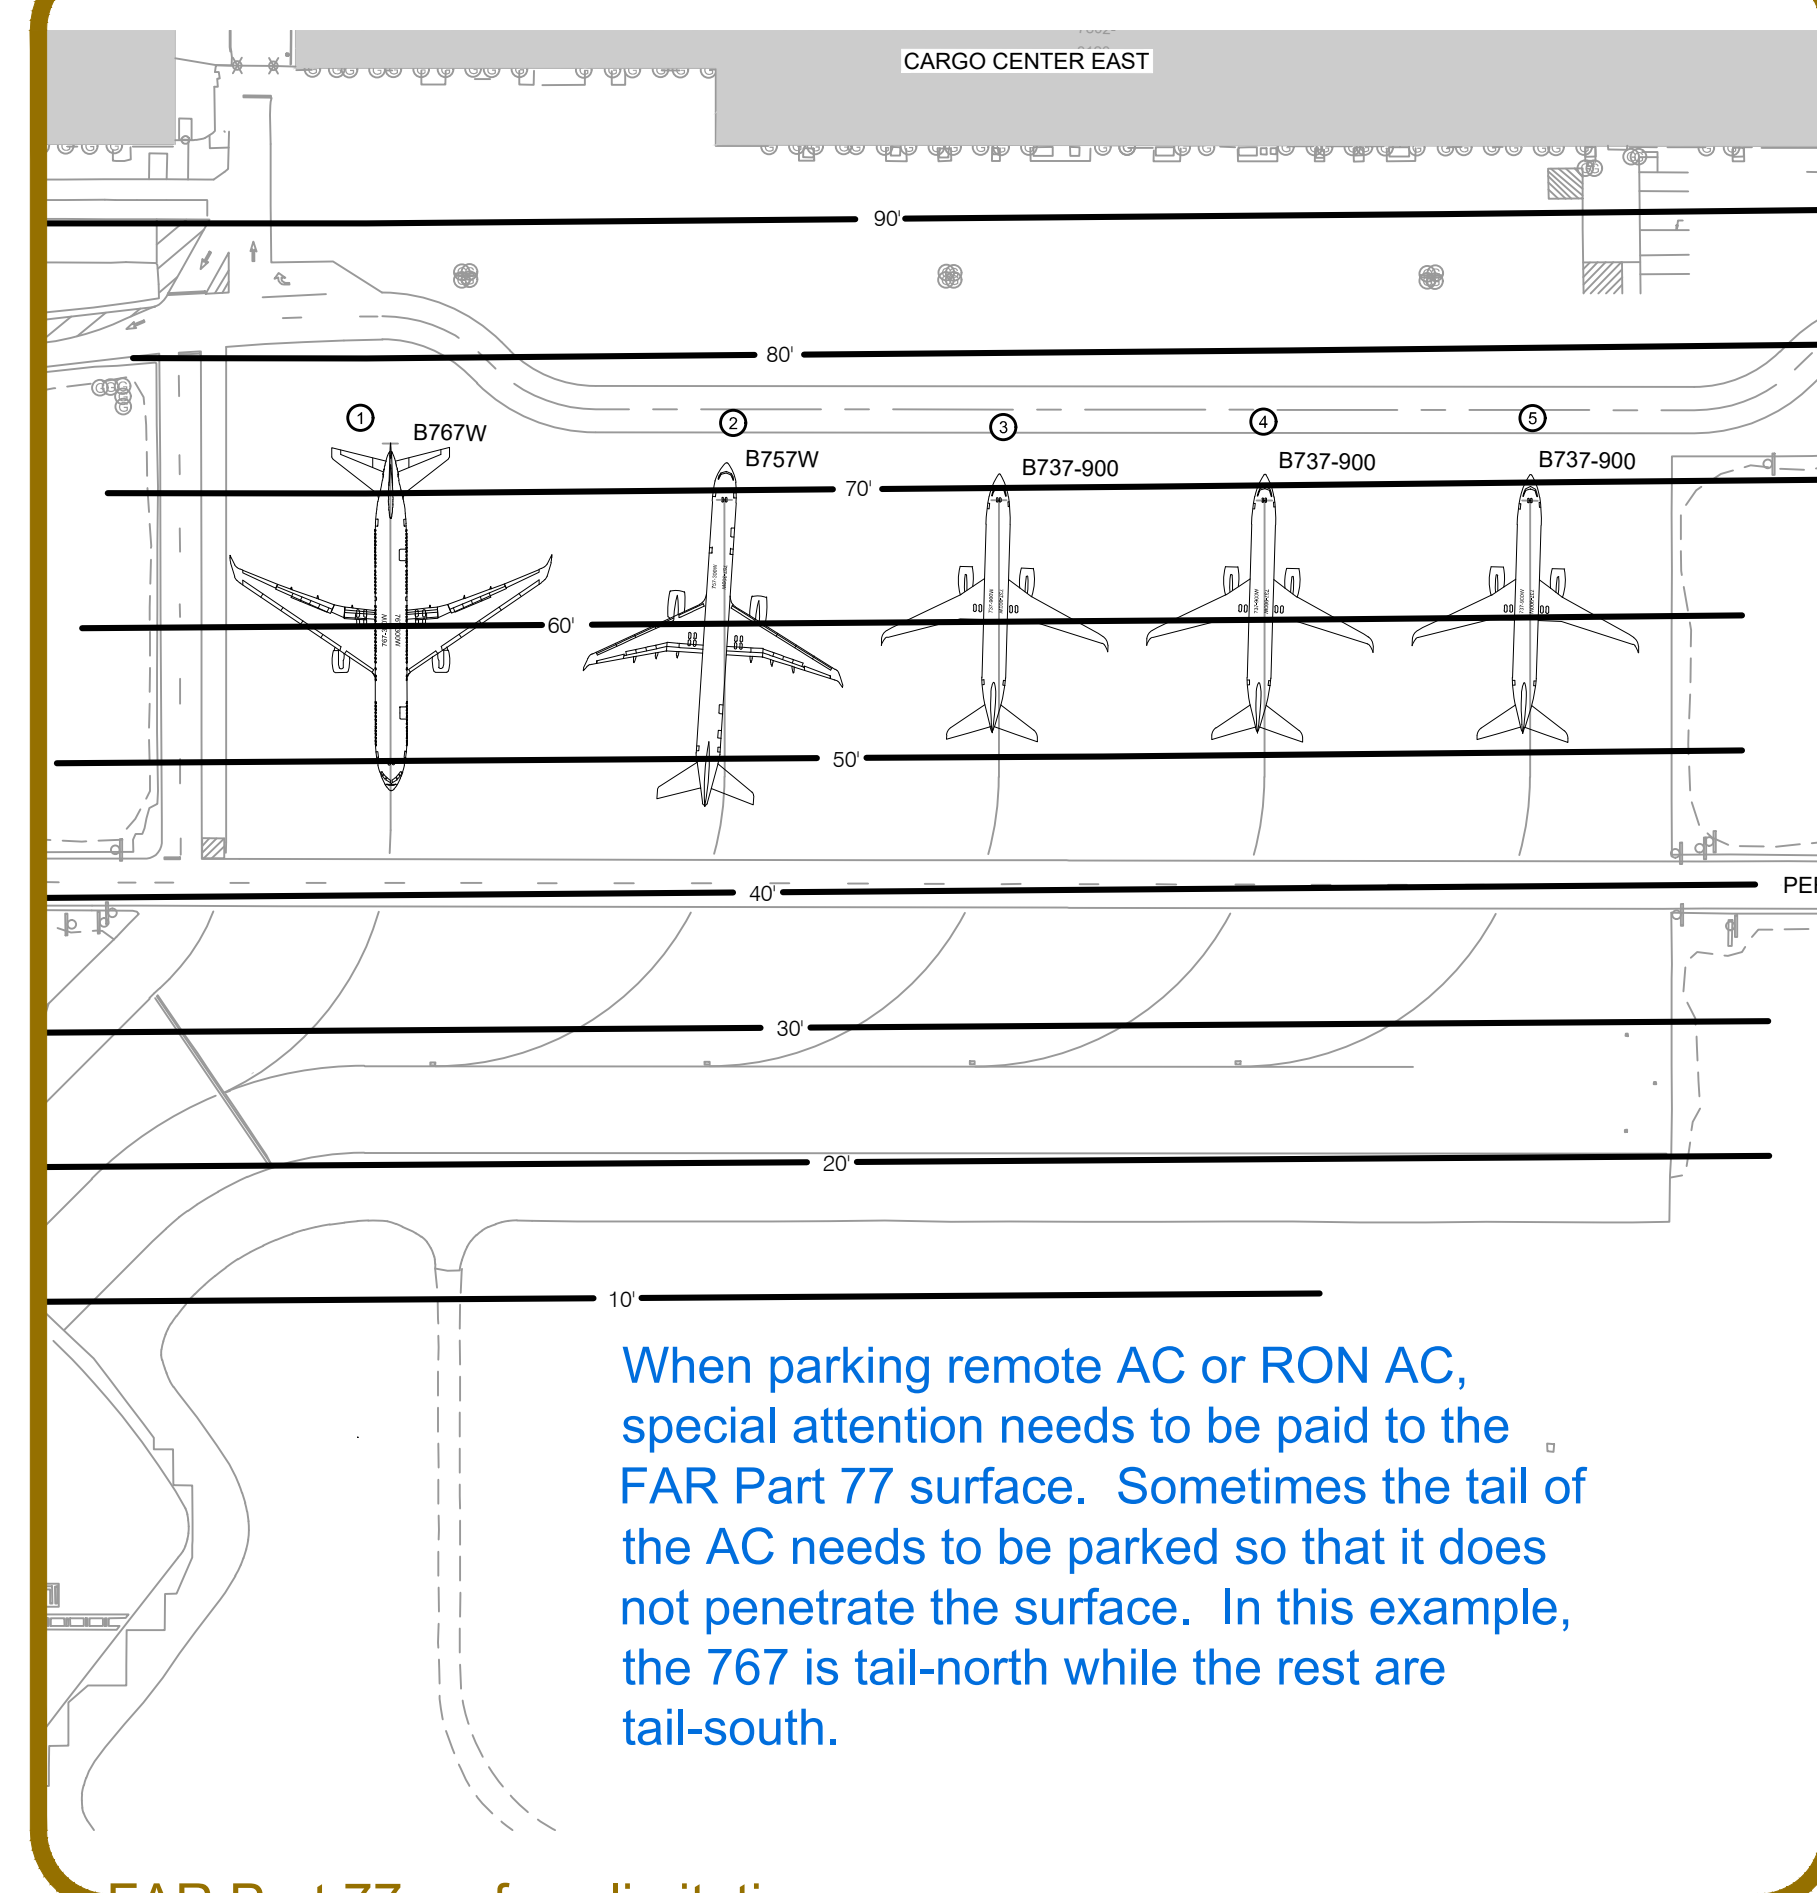 CARGO CENTER EAST
90'
80'
1
2
3
4
5
B767W
B757W
B737-900
B737-900
B737-900
70'
60'
50'
40'
30'
20'
10'
When parking remote AC or RON AC,
special attention needs to be paid to the
FAR Part 77 surface.  Sometimes the tail of
the AC needs to be parked so that it does
not penetrate the surface.  In this example,
the 767 is tail-north while the rest are
tail-south.